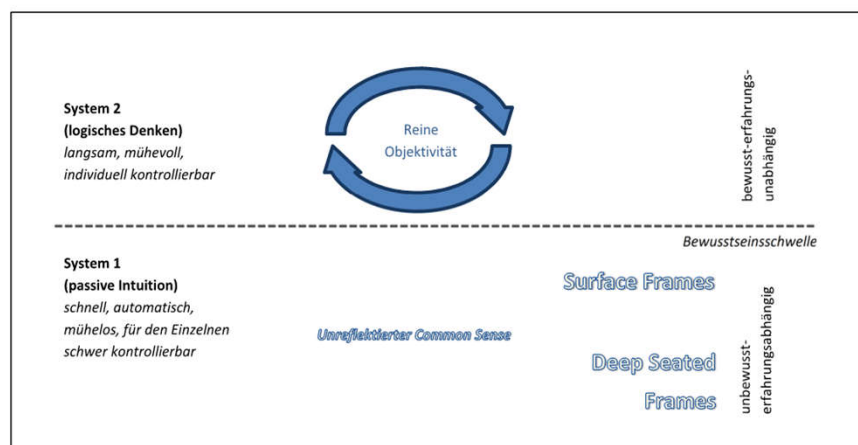 System 2
(logisches Denken)
langsam, mühevoll,
individuell kontrollierbar
Reine
Objektivität
bewusst-erfahrungs-
unabhängig
Bewusstseinsschwelle
System 1
(passive Intuition)
schnell, automatisch,
mühelos, für den Einzelnen
schwer kontrollierbar
Unreflektierter Common Sense
Surface Frames
Deep Seated
Frames
unbewusst-
erfahrungsabhängig